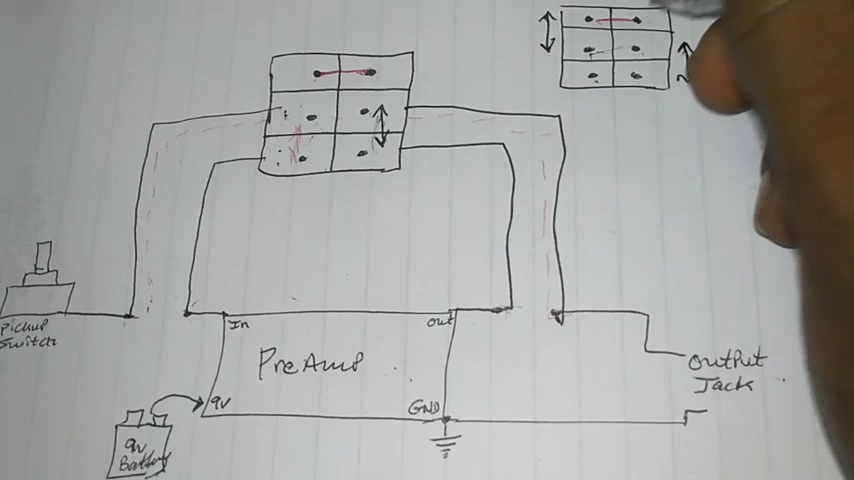 Pickup
Switch
In
out
PreAmp
9v
GND
9v
Battery
Output
Jack